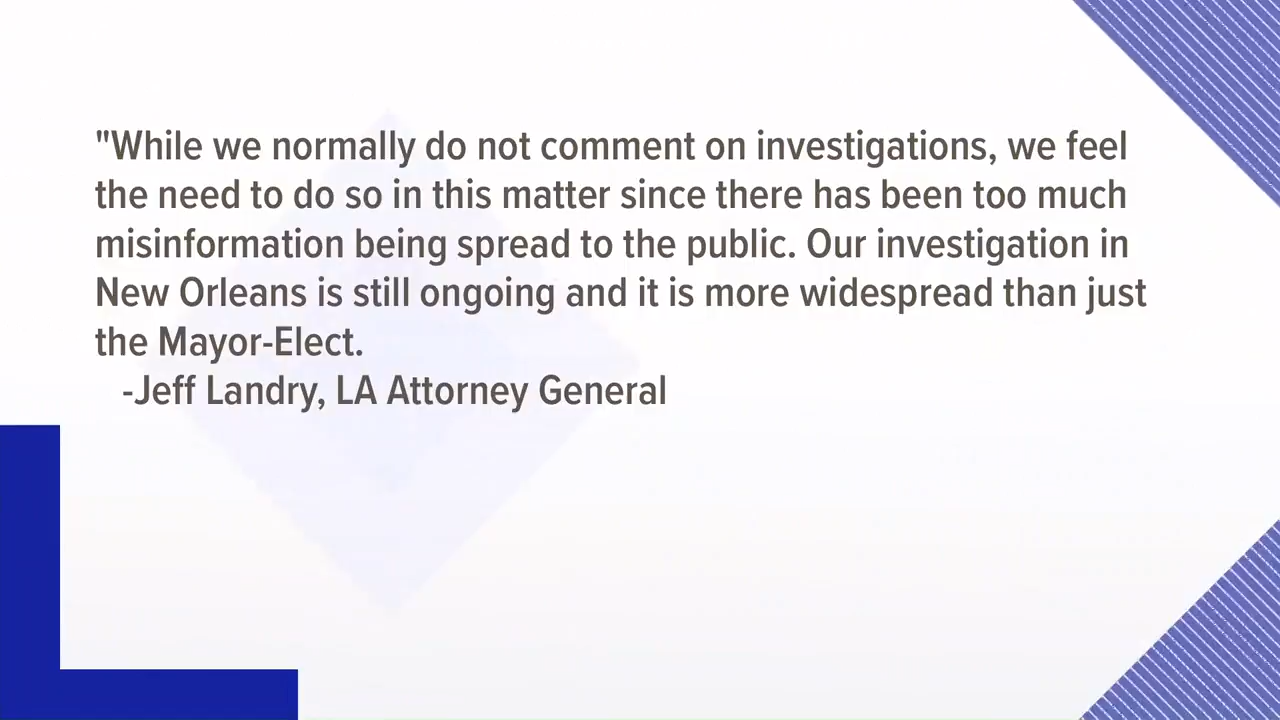 "While we normally do not comment on investigations, we feel
the need to do so in this matter since there has been too much
misinformation being spread to the public. Our investigation in
New Orleans is still ongoing and it is more widespread than just
the Mayor-Elect.
-Jeff Landry, LA Attorney General